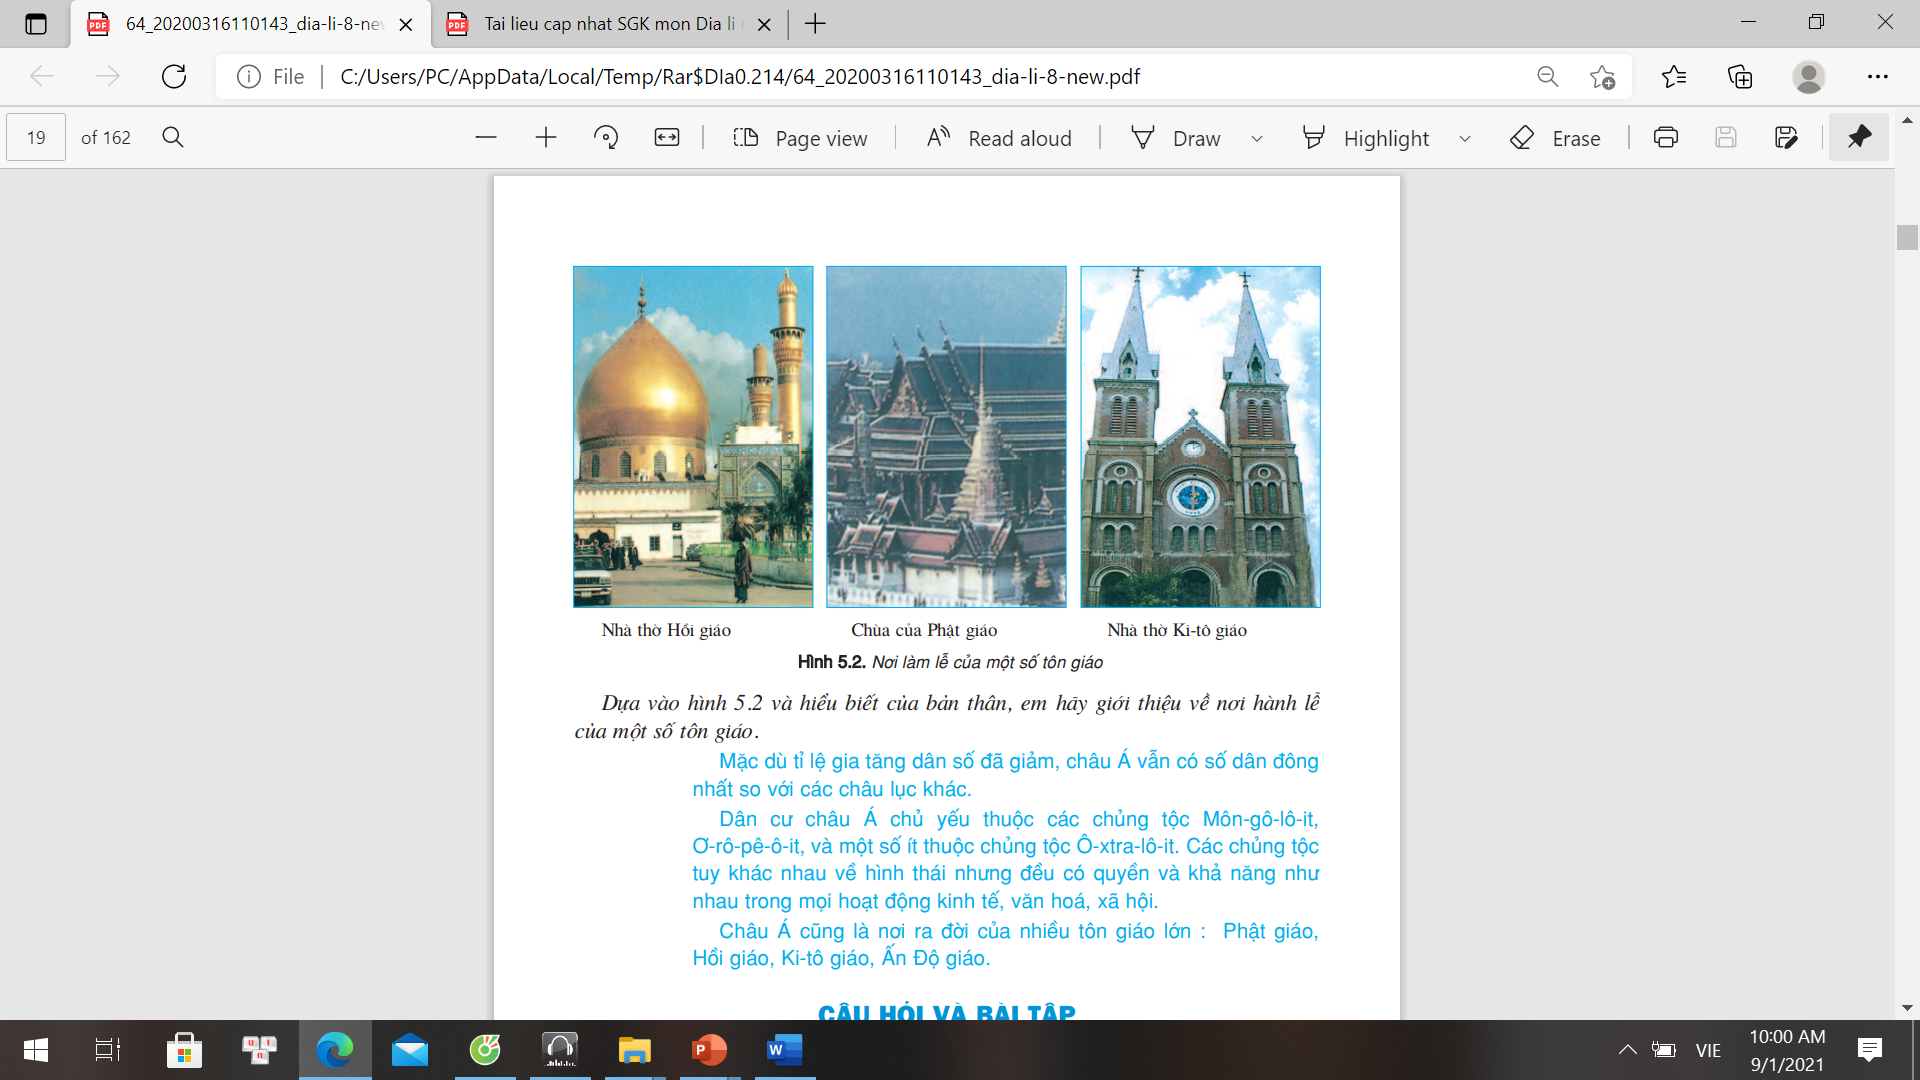 64_20200316110143_dia-li-8-new
Tai lieu cap nhat SGK mon Dia li
File
C:/Users/PC/AppData/Local/Temp/Rar$DIa0.214/64_20200316110143_dia-li-8-new.pdf
19 of 162
Page view
Read aloud
Draw
Highlight
Erase
Nhà thờ Hồi giáo
Chùa của Phật giáo
Nhà thờ Ki-tô giáo
Hình 5.2. Nơi làm lễ của một số tôn giáo
Dựa vào hình 5.2 và hiểu biết của bản thân, em hãy giới thiệu về nơi hành lễ
của một số tôn giáo.
Mặc dù tỉ lệ gia tăng dân số đã giảm, châu Á vẫn có số dân đông
nhất so với các châu lục khác.
Dân cư châu Á chủ yếu thuộc các chủng tộc Môn-gô-lô-it,
Ơ-rô-pê-ô-it, và một số ít thuộc chủng tộc Ô-xtra-lô-it. Các chủng tộc
tuy khác nhau về hình thái nhưng đều có quyền và khả năng như
nhau trong mọi hoạt động kinh tế, văn hoá, xã hội.
Châu Á cũng là nơi ra đời của nhiều tôn giáo lớn : Phật giáo,
Hồi giáo, Ki-tô giáo, Ấn Độ giáo.
CÂU HỎI VÀ BÀI TẬP
VIE
10:00 AM
9/1/2021